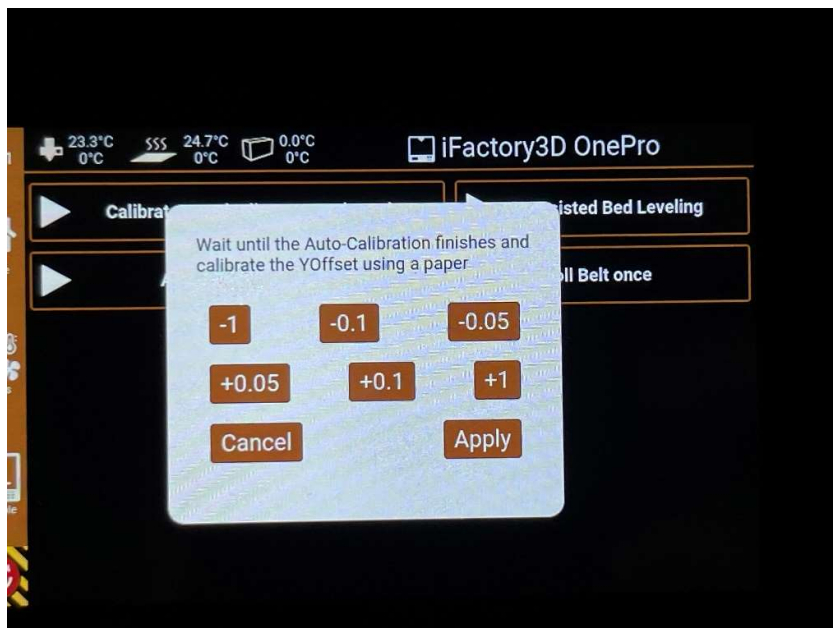 23.3°C 24.7°C 0.0°C iFactory3D OnePro
0°C 0°C 0°C
isted Bed Leveling
Wait until the Auto-Calibration finishes and
calibrate the YOffset using a paper
Belt once
-1 -0.1 -0.05
+0.05 +0.1 +1
Cancel Apply